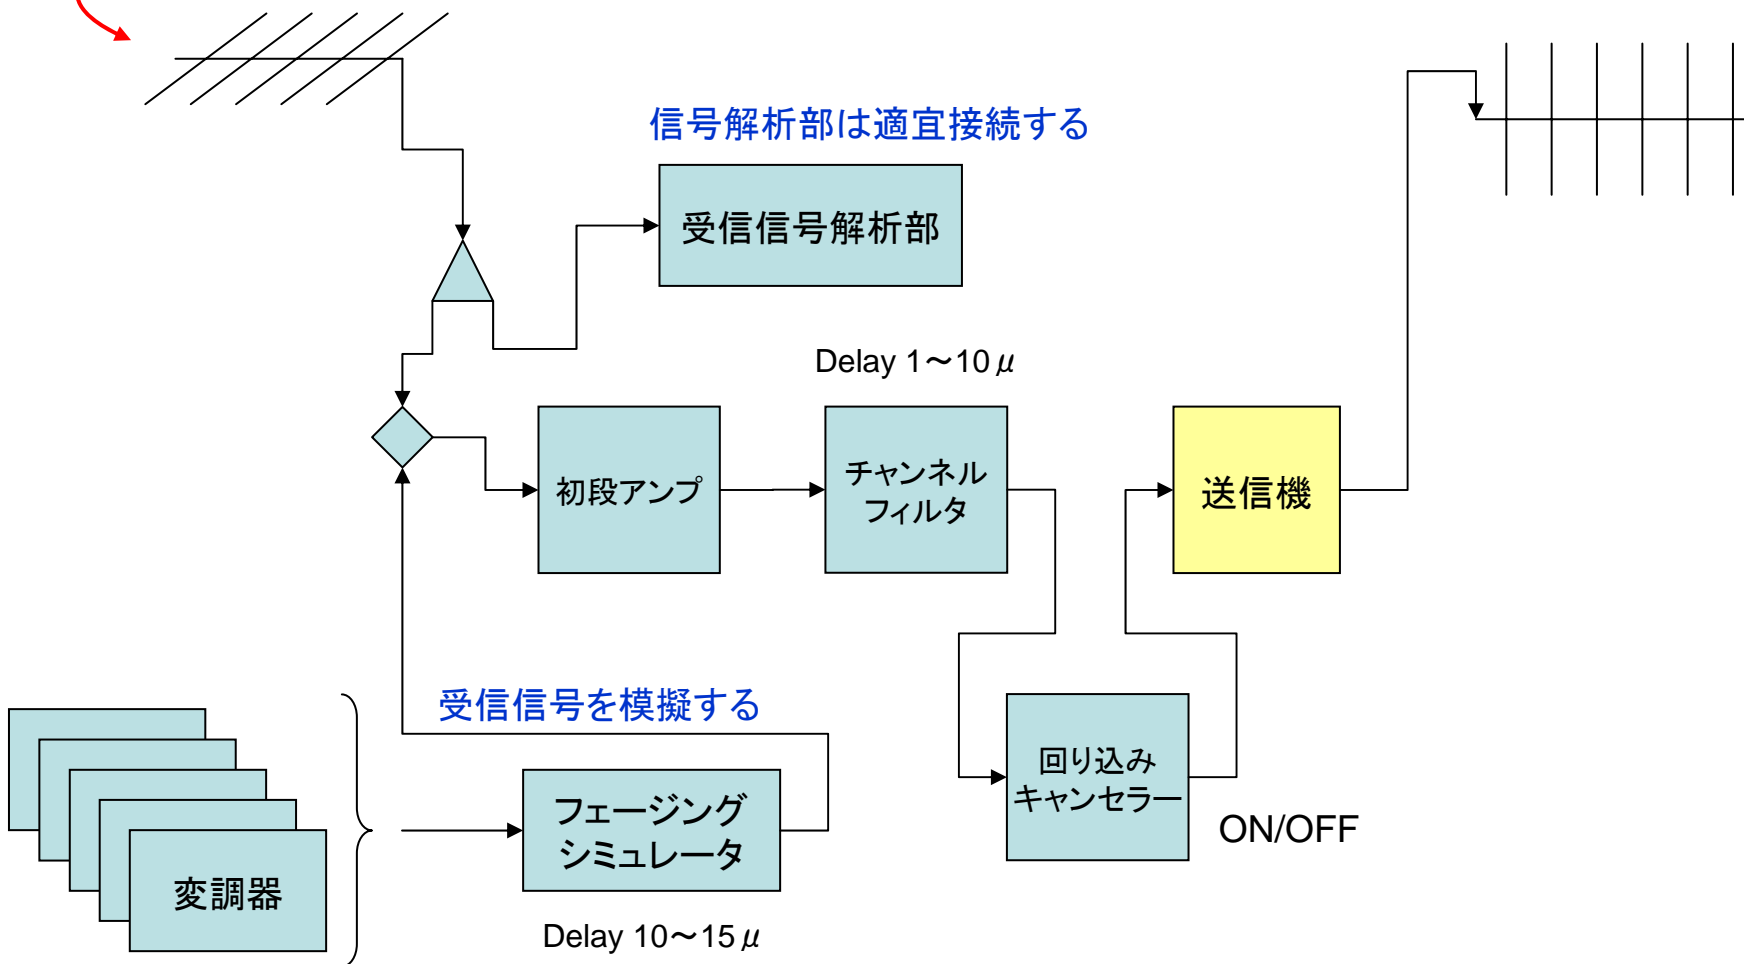 信号解析部は適宜接続する
受信信号解析部
Delay 1～10μ
初段アンプ
チャンネル
フィルタ
送信機
受信信号を模擬する
回り込み
キャンセラー
ON/OFF
フェージング
シミュレータ
変調器
Delay 10～15μ